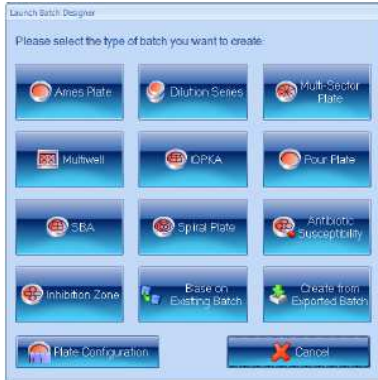 Launch Batch Designer
Please select the type of batch you want to create:
Ames Plate
Dilution Series
Multi-Sector
Plate
Multiwell
IOPKA
Pour Plate
SBA
Spiral Plate
Antibiotic
Susceptibility
Inhibition Zone
Base on
Existing Batch
Create from
Exported Batch
Plate Configuration
Cancel